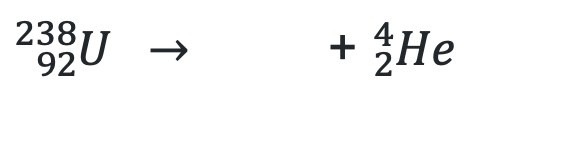 ²³⁸₉₂U → + ⁴₂He